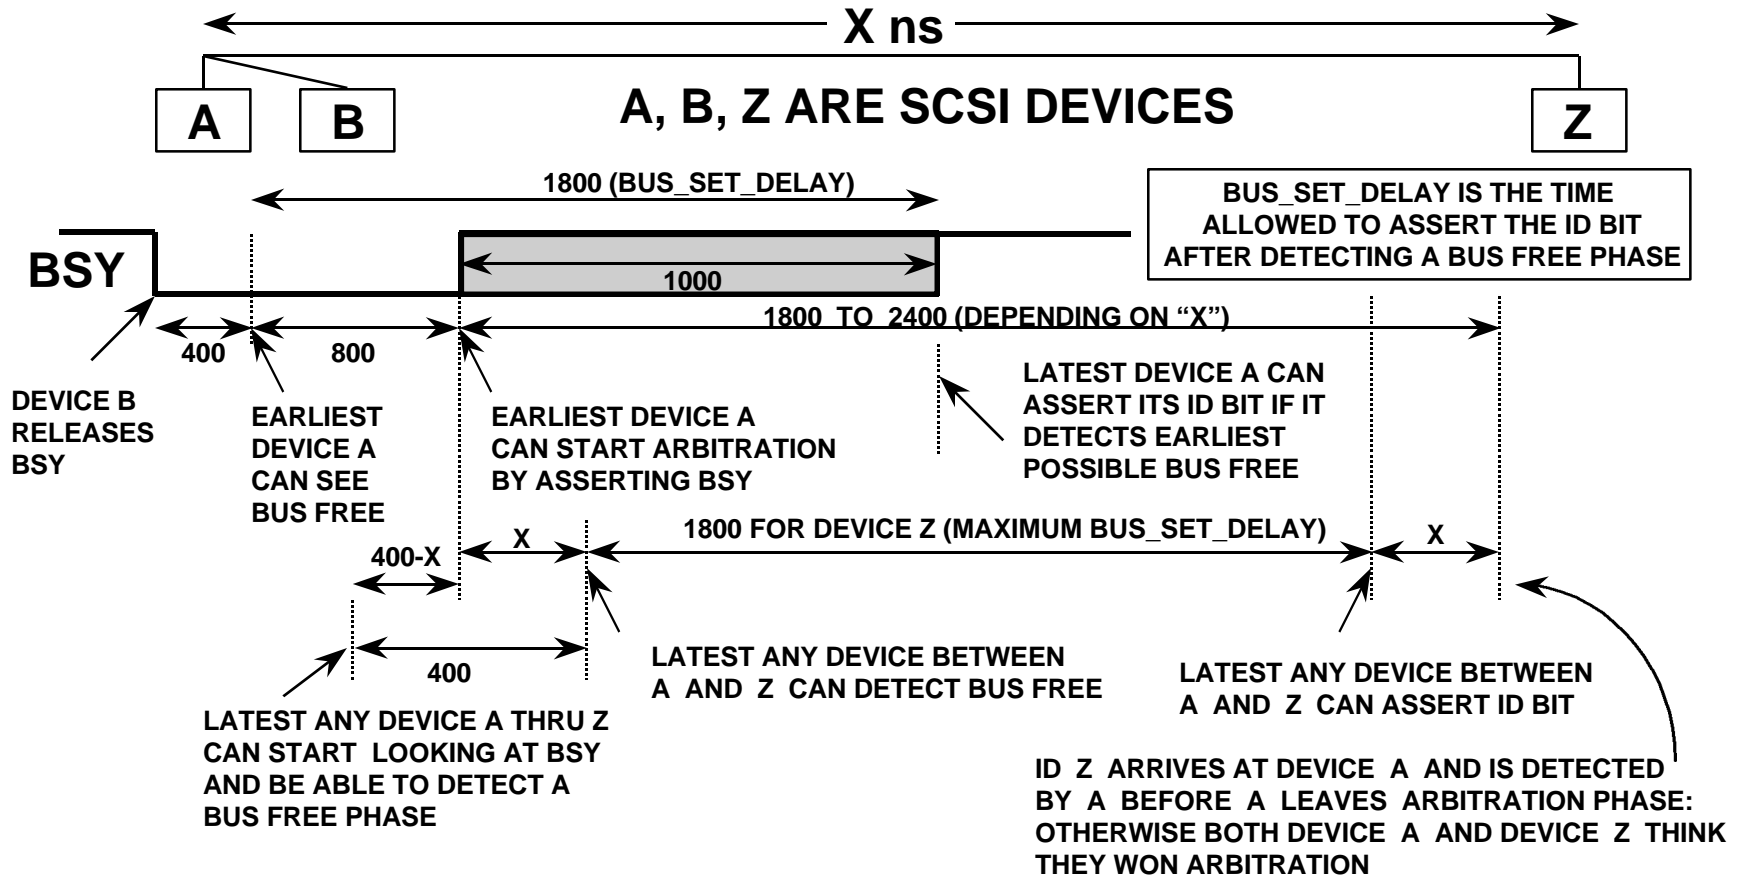 X ns
A
B
A, B, Z ARE SCSI DEVICES
Z
1800 (BUS_SET_DELAY)
BUS_SET_DELAY IS THE TIME
ALLOWED TO ASSERT THE ID BIT
AFTER DETECTING A BUS FREE PHASE
BSY
1000
1800 TO 2400 (DEPENDING ON “X”)
400
800
DEVICE B
RELEASES
BSY
EARLIEST
DEVICE A
CAN SEE
BUS FREE
EARLIEST DEVICE A
CAN START ARBITRATION
BY ASSERTING BSY
LATEST DEVICE A CAN
ASSERT ITS ID BIT IF IT
DETECTS EARLIEST
POSSIBLE BUS FREE
400-X
X
1800 FOR DEVICE Z (MAXIMUM BUS_SET_DELAY)
X
400
LATEST ANY DEVICE A THRU Z
CAN START LOOKING AT BSY
AND BE ABLE TO DETECT A
BUS FREE PHASE
LATEST ANY DEVICE BETWEEN
A AND Z CAN DETECT BUS FREE
LATEST ANY DEVICE BETWEEN
A AND Z CAN ASSERT ID BIT
ID Z ARRIVES AT DEVICE A AND IS DETECTED
BY A BEFORE A LEAVES ARBITRATION PHASE:
OTHERWISE BOTH DEVICE A AND DEVICE Z THINK
THEY WON ARBITRATION